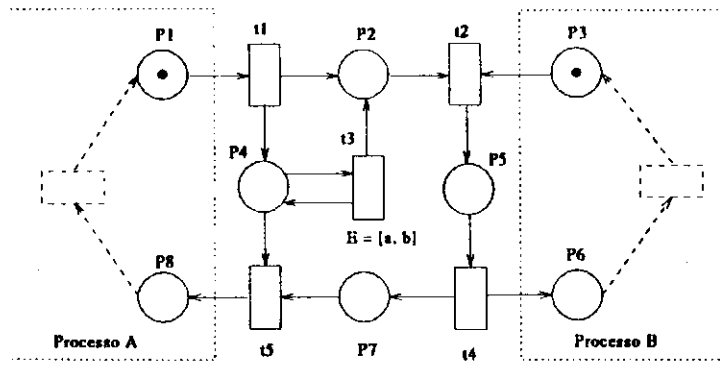 P1
t1
P2
t2
P3
P4
t3
P5
E = [a, b]
P8
P6
Processo A
t5
P7
t4
Processo B